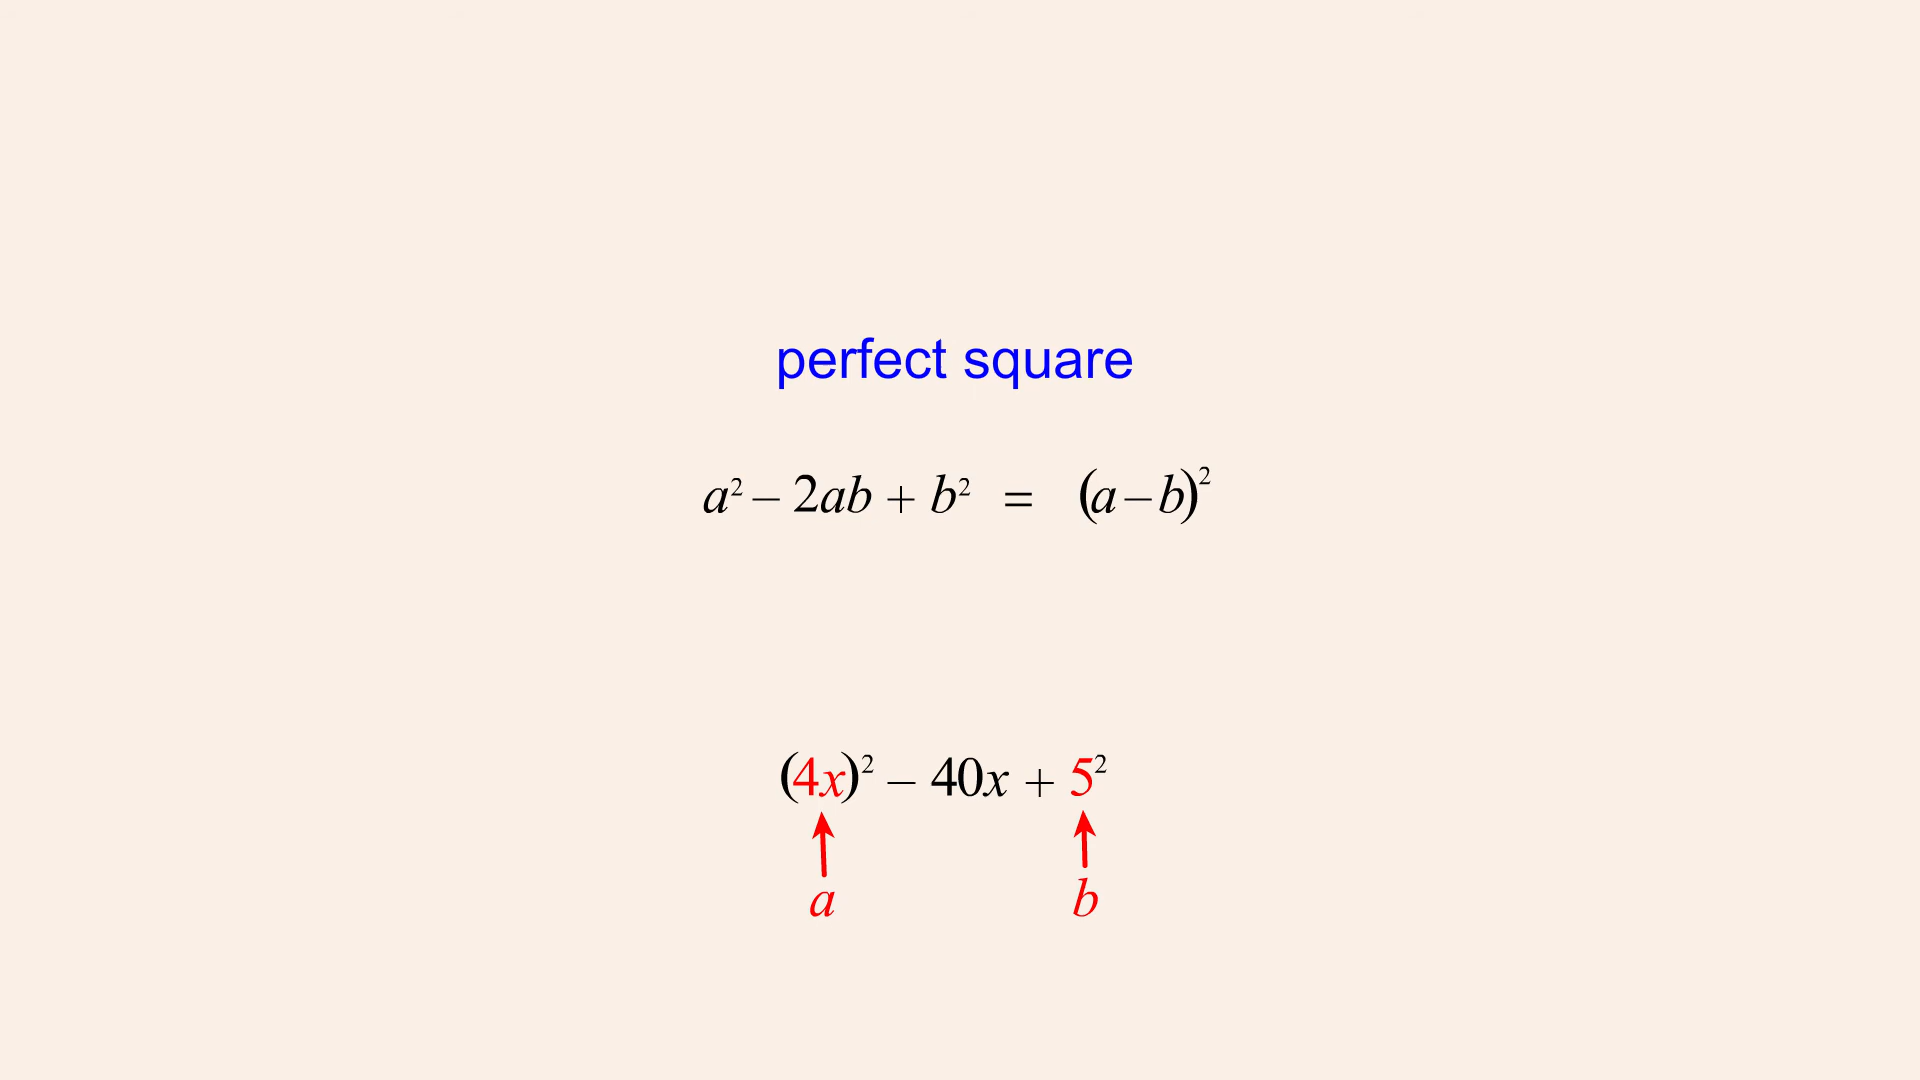 perfect square
a² – 2ab + b² = (a–b)²
(4x)² – 40x + 5²
a b